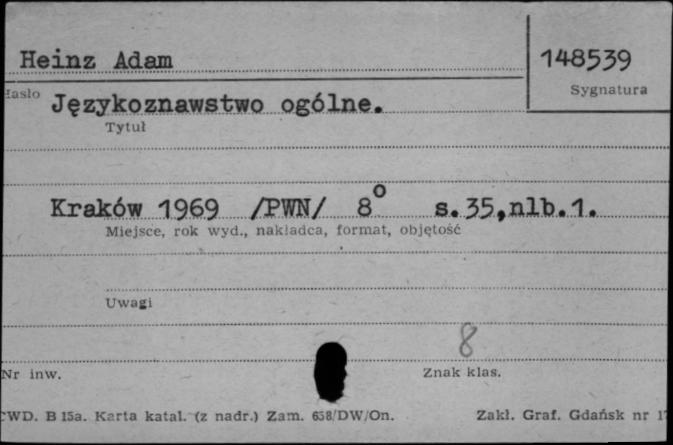 Heinz Adam
148539
Hasło
Sygnatura
Językoznawstwo ogólne.
Tytuł
Kraków 1969 /PWN/ 8° s.35,nlb.1.
Miejsce, rok wyd., nakładca, format, objętość
Uwagi
8
Nr inw.
Znak klas.
PWD. B 15a. Karta katal. (z nadr.) Zam. 658/DW/On.
Zakł. Graf. Gdańsk nr